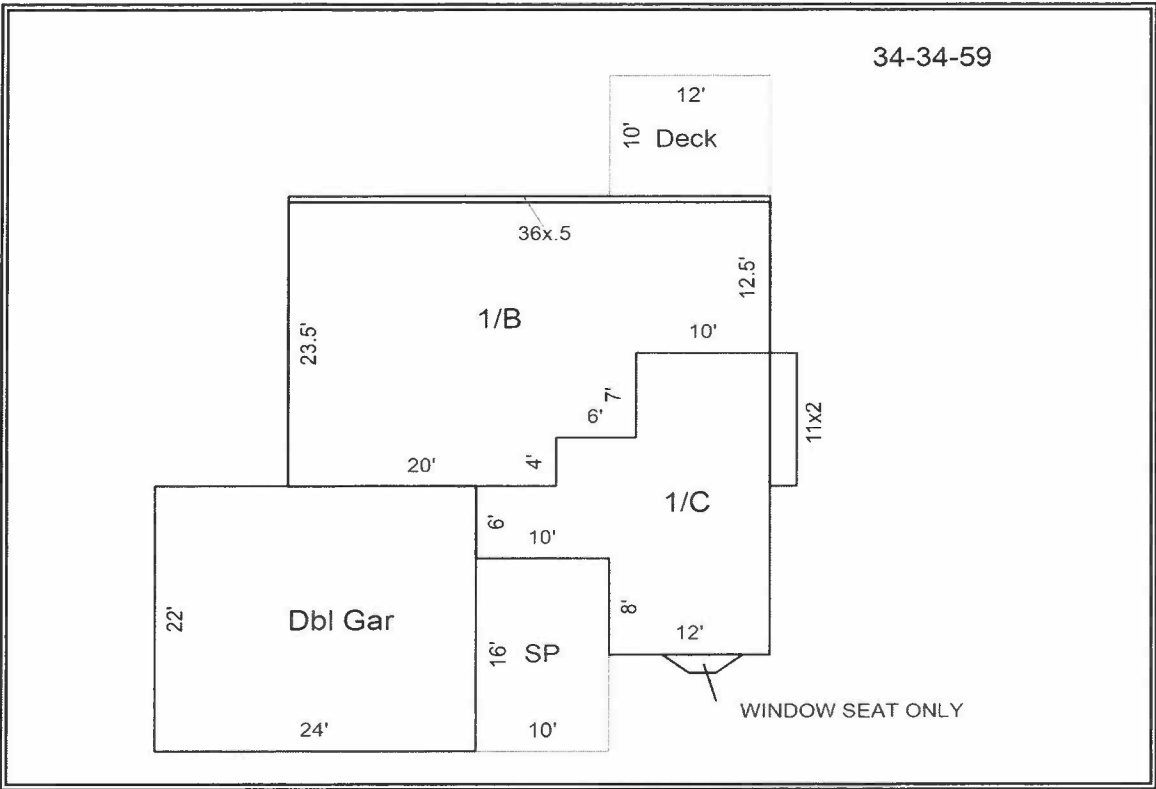 34-34-59
12'
10'
Deck
36x.5
12.5'
1/B
23.5'
10'
7'
6'
11x2
20'
4'
1/C
6'
10'
22'
Dbl Gar
8'
12'
16'
SP
WINDOW SEAT ONLY
24'
10'